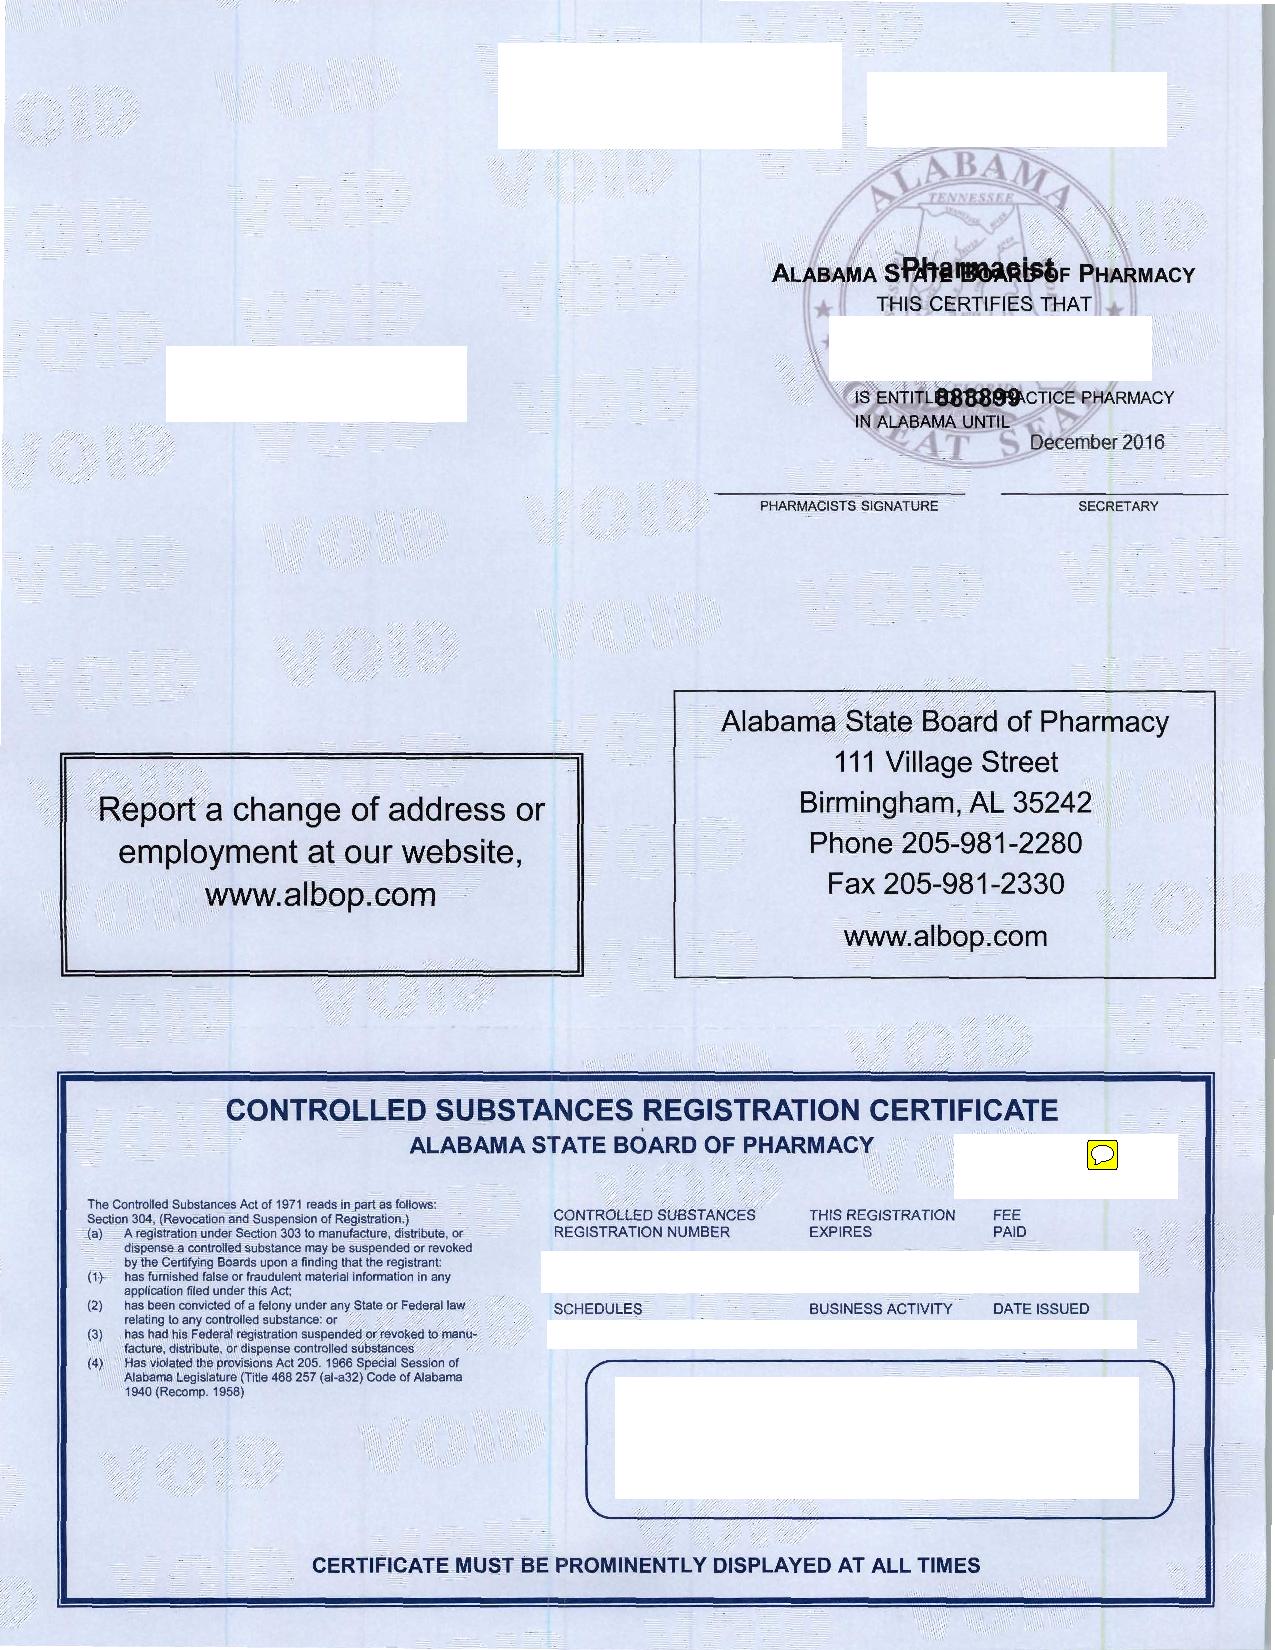 ALABAMA
TENNESSEE
Pharmacist
ALABAMA STATE BOARD OF PHARMACY
THIS CERTIFIES THAT
888899
IS ENTITLED TO PRACTICE PHARMACY
IN ALABAMA UNTIL
December 2016
GREAT SEAL
PHARMACISTS SIGNATURE
SECRETARY
Alabama State Board of Pharmacy
111 Village Street
Birmingham, AL 35242
Phone 205-981-2280
Fax 205-981-2330
www.albop.com
Report a change of address or
employment at our website,
www.albop.com
CONTROLLED SUBSTANCES REGISTRATION CERTIFICATE
ALABAMA STATE BOARD OF PHARMACY
The Controlled Substances Act of 1971 reads in part as follows:
Section 304, (Revocation and Suspension of Registration.)
(a) A registration under Section 303 to manufacture, distribute, or
dispense a controlled substance may be suspended or revoked
by the Certifying Boards upon a finding that the registrant:
(1) has furnished false or fraudulent material information in any
application filed under this Act;
(2) has been convicted of a felony under any State or Federal law
relating to any controlled substance: or
(3) has had his Federal registration suspended or revoked to manu-
facture, distribute, or dispense controlled substances
(4) Has violated the provisions Act 205. 1966 Special Session of
Alabama Legislature (Title 468 257 (al-a32) Code of Alabama
1940 (Recomp. 1958)
CONTROLLED SUBSTANCES
REGISTRATION NUMBER
THIS REGISTRATION
EXPIRES
FEE
PAID
SCHEDULES
BUSINESS ACTIVITY
DATE ISSUED
CERTIFICATE MUST BE PROMINENTLY DISPLAYED AT ALL TIMES
VOID